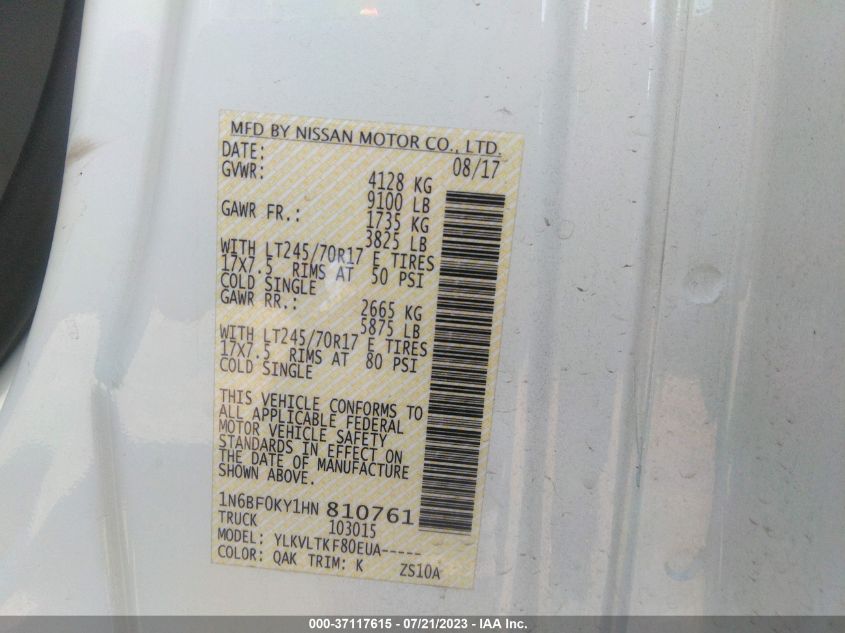 MFD BY NISSAN MOTOR CO., LTD.
DATE: 08/17
GVWR: 4128 KG
9100 LB
GAWR FR.: 1735 KG
3825 LB
WITH LT245/70R17 E TIRES
17X7.5 RIMS AT 50 PSI
COLD SINGLE
GAWR RR.: 2665 KG
5875 LB
WITH LT245/70R17 E TIRES
17X7.5 RIMS AT 80 PSI
COLD SINGLE
THIS VEHICLE CONFORMS TO
ALL APPLICABLE FEDERAL
MOTOR VEHICLE SAFETY
STANDARDS IN EFFECT ON
THE DATE OF MANUFACTURE
SHOWN ABOVE.
1N6BF0KY1HN 810761
TRUCK 103015
MODEL: YLKVLTKF80EUA-----
COLOR: QAK TRIM: K ZS10A
000-37117615 - 07/21/2023 - IAA Inc.